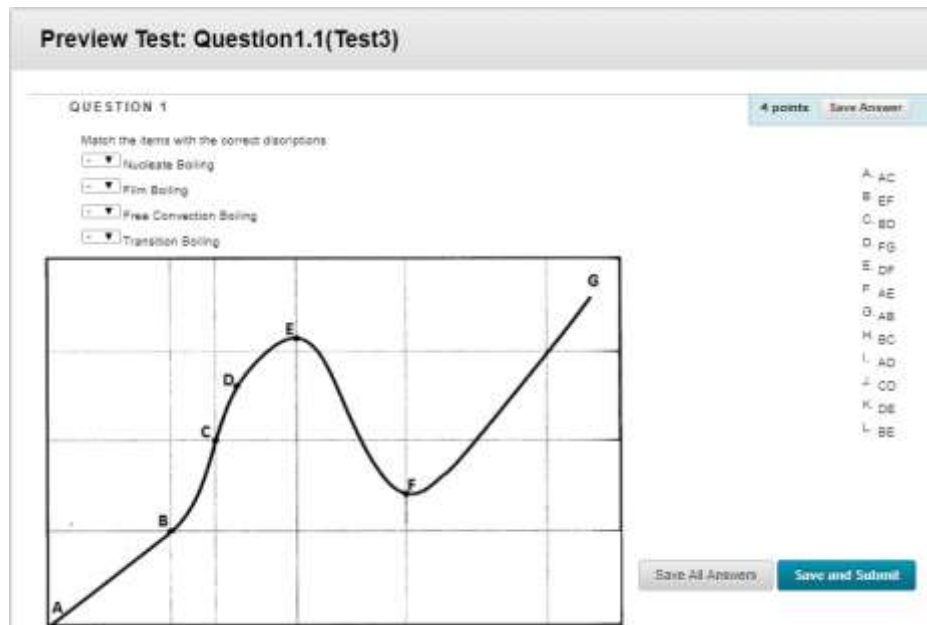 Preview Test: Question1.1(Test3)
QUESTION 1
4 points Save Answer
Match the items with the correct discriptions
- Nucleate Boiling
- Film Boiling
- Free Convection Boiling
- Transition Boiling
A. AC
B. EF
C. BD
D. FG
E. DF
F. AE
G. AB
H. BC
I. AD
J. CD
K. DE
L. BE
G
E
D
C
F
B
A
Save All Answers Save and Submit